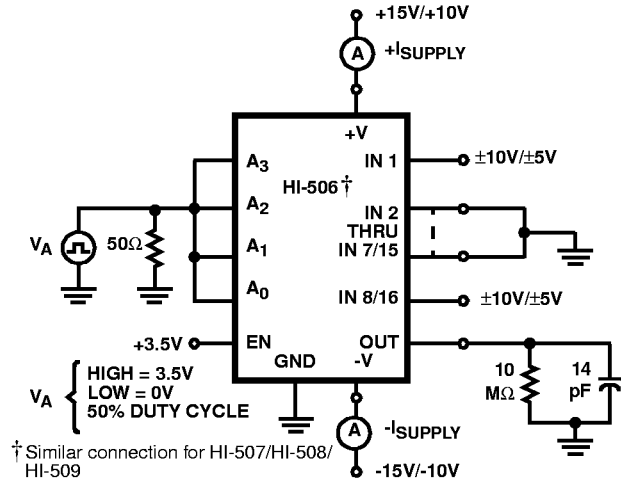 +15V/+10V
A
+ISUPPLY
+V
A3
IN 1
±10V/±5V
HI-506†
A2
IN 2
THRU
VA
50Ω
A1
IN 7/15
A0
IN 8/16
±10V/±5V
+3.5V
EN
OUT
GND
-V
VA
HIGH = 3.5V
LOW = 0V
50% DUTY CYCLE
10
MΩ
14
pF
A
-ISUPPLY
†Similar connection for HI-507/HI-508/
HI-509
-15V/-10V